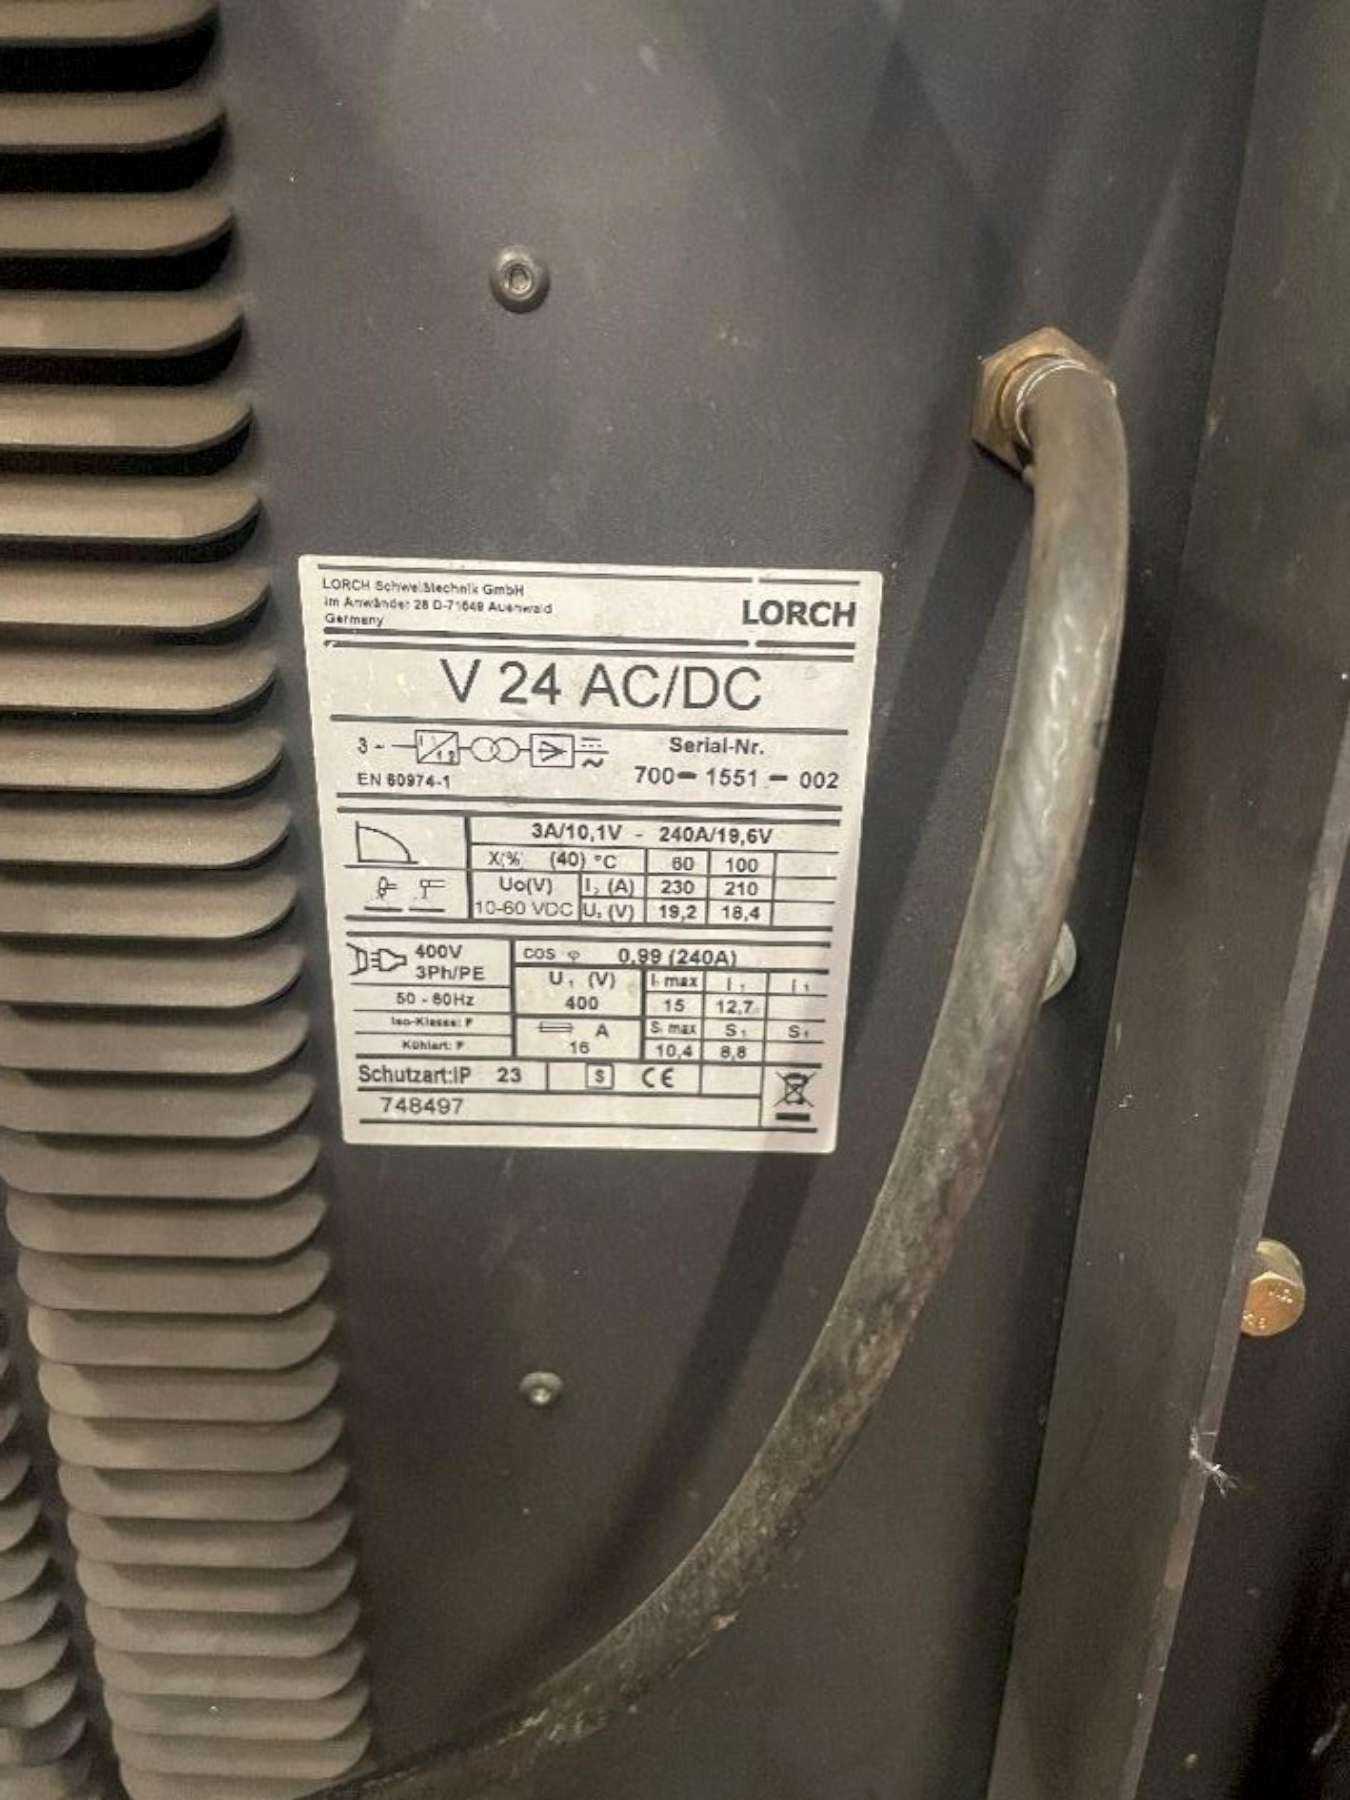 LORCH Schweißtechnik GmbH
Im Anwänder 26 D-71549 Auenwald
Germany
LORCH
V 24 AC/DC
3 ~
EN 60974-1
Serial-Nr.
700-1551-002
3A/10,1V - 240A/19,6V
X(%) (40) °C 60 100
Uo(V) I₂ (A) 230 210
10-60 VDC U₂ (V) 19,2 18,4
400V
3Ph/PE
cos φ 0,99 (240A)
U₁ (V) I₁ max I₁ I₁
50 - 60Hz 400 15 12,7
Iso-Klasse: F A S₁ max S₁ S₁
Kühlart: F 16 10,4 8,8
Schutzart:IP 23 S CE
748497